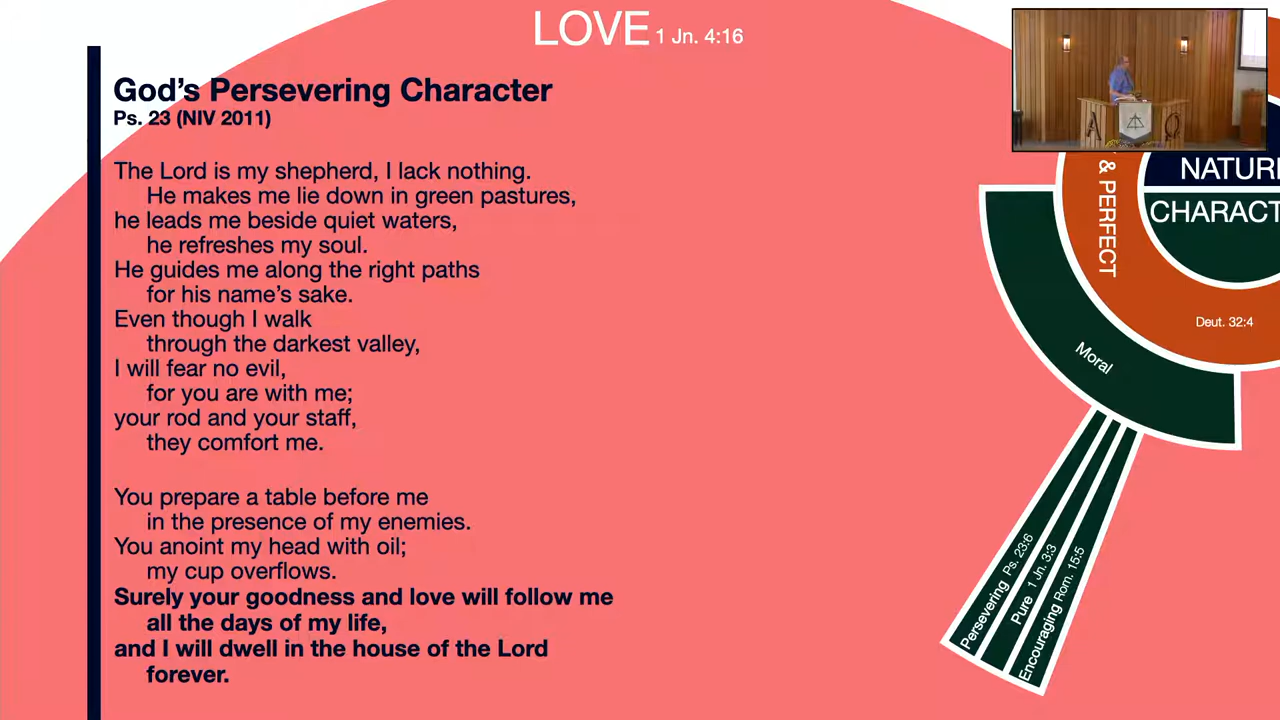 LOVE 1 Jn. 4:16
God’s Persevering Character
Ps. 23 (NIV 2011)
The Lord is my shepherd, I lack nothing.
He makes me lie down in green pastures,
he leads me beside quiet waters,
he refreshes my soul.
He guides me along the right paths
for his name’s sake.
Even though I walk
through the darkest valley,
I will fear no evil,
for you are with me;
your rod and your staff,
they comfort me.
You prepare a table before me
in the presence of my enemies.
You anoint my head with oil;
my cup overflows.
Surely your goodness and love will follow me
all the days of my life,
and I will dwell in the house of the Lord
forever.
& PERFECT
CHARACT
Deut. 32:4
Moral
Persevering Ps. 23:6
Pure 1 Jn. 3:3
Encouraging Rom. 15:5
Α Ω